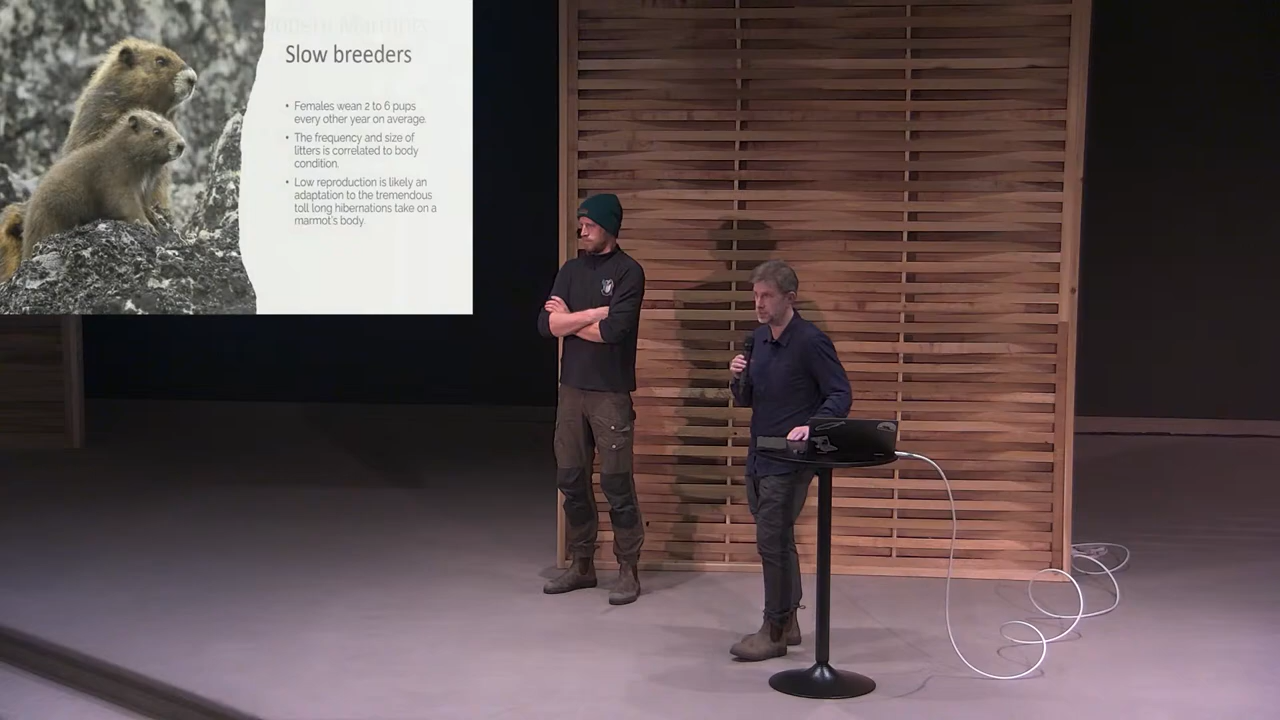 Slow breeders
• Females wean 2 to 6 pups
every other year on average.
• The frequency and size of
litters is correlated to body
condition.
• Low reproduction is likely an
adaptation to the tremendous
toll long hibernations take on a
marmot's body.